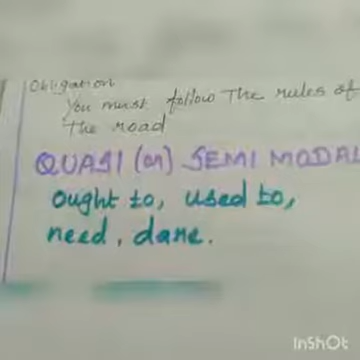 Obligation
You must follow The rules of
The road
QUASI (or) SEMI MODAL
ought to, used to,
need, dare.
InShOt